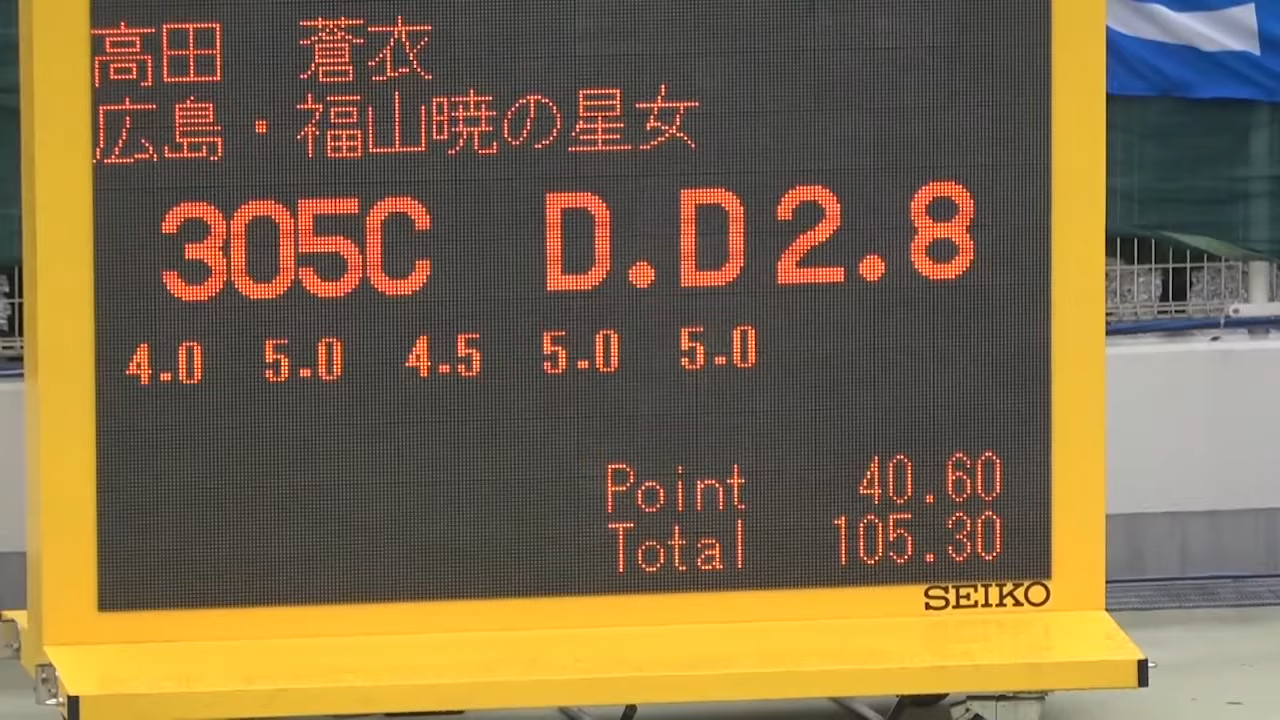 高田 蒼衣
広島・福山暁の星女
305C D.D2.8
4.0 5.0 4.5 5.0 5.0
Point 40.60
Total 105.30
SEIKO